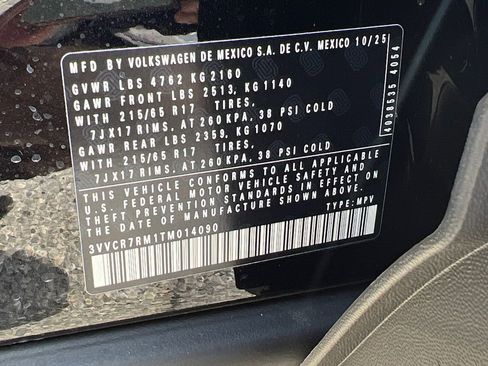 MFD BY VOLKSWAGEN DE MEXICO S.A. DE C.V. MEXICO 10/25
GVWR LBS 4762 KG 2160
GAWR FRONT LBS 2513, KG 1140
WITH 215/65 R17 TIRES,
7JX17 RIMS, AT 260 KPA, 38 PSI COLD
GAWR REAR LBS 2359, KG 1070
WITH 215/65 R17 TIRES,
7JX17 RIMS, AT 260 KPA, 38 PSI COLD
THIS VEHICLE CONFORMS TO ALL APPLICABLE
U.S. FEDERAL MOTOR VEHICLE SAFETY AND
THEFT PREVENTION STANDARDS IN EFFECT ON
THE DATE OF MANUFACTURE SHOWN ABOVE.
3VVCR7RM1TM014090 TYPE: MPV
4038535 4054